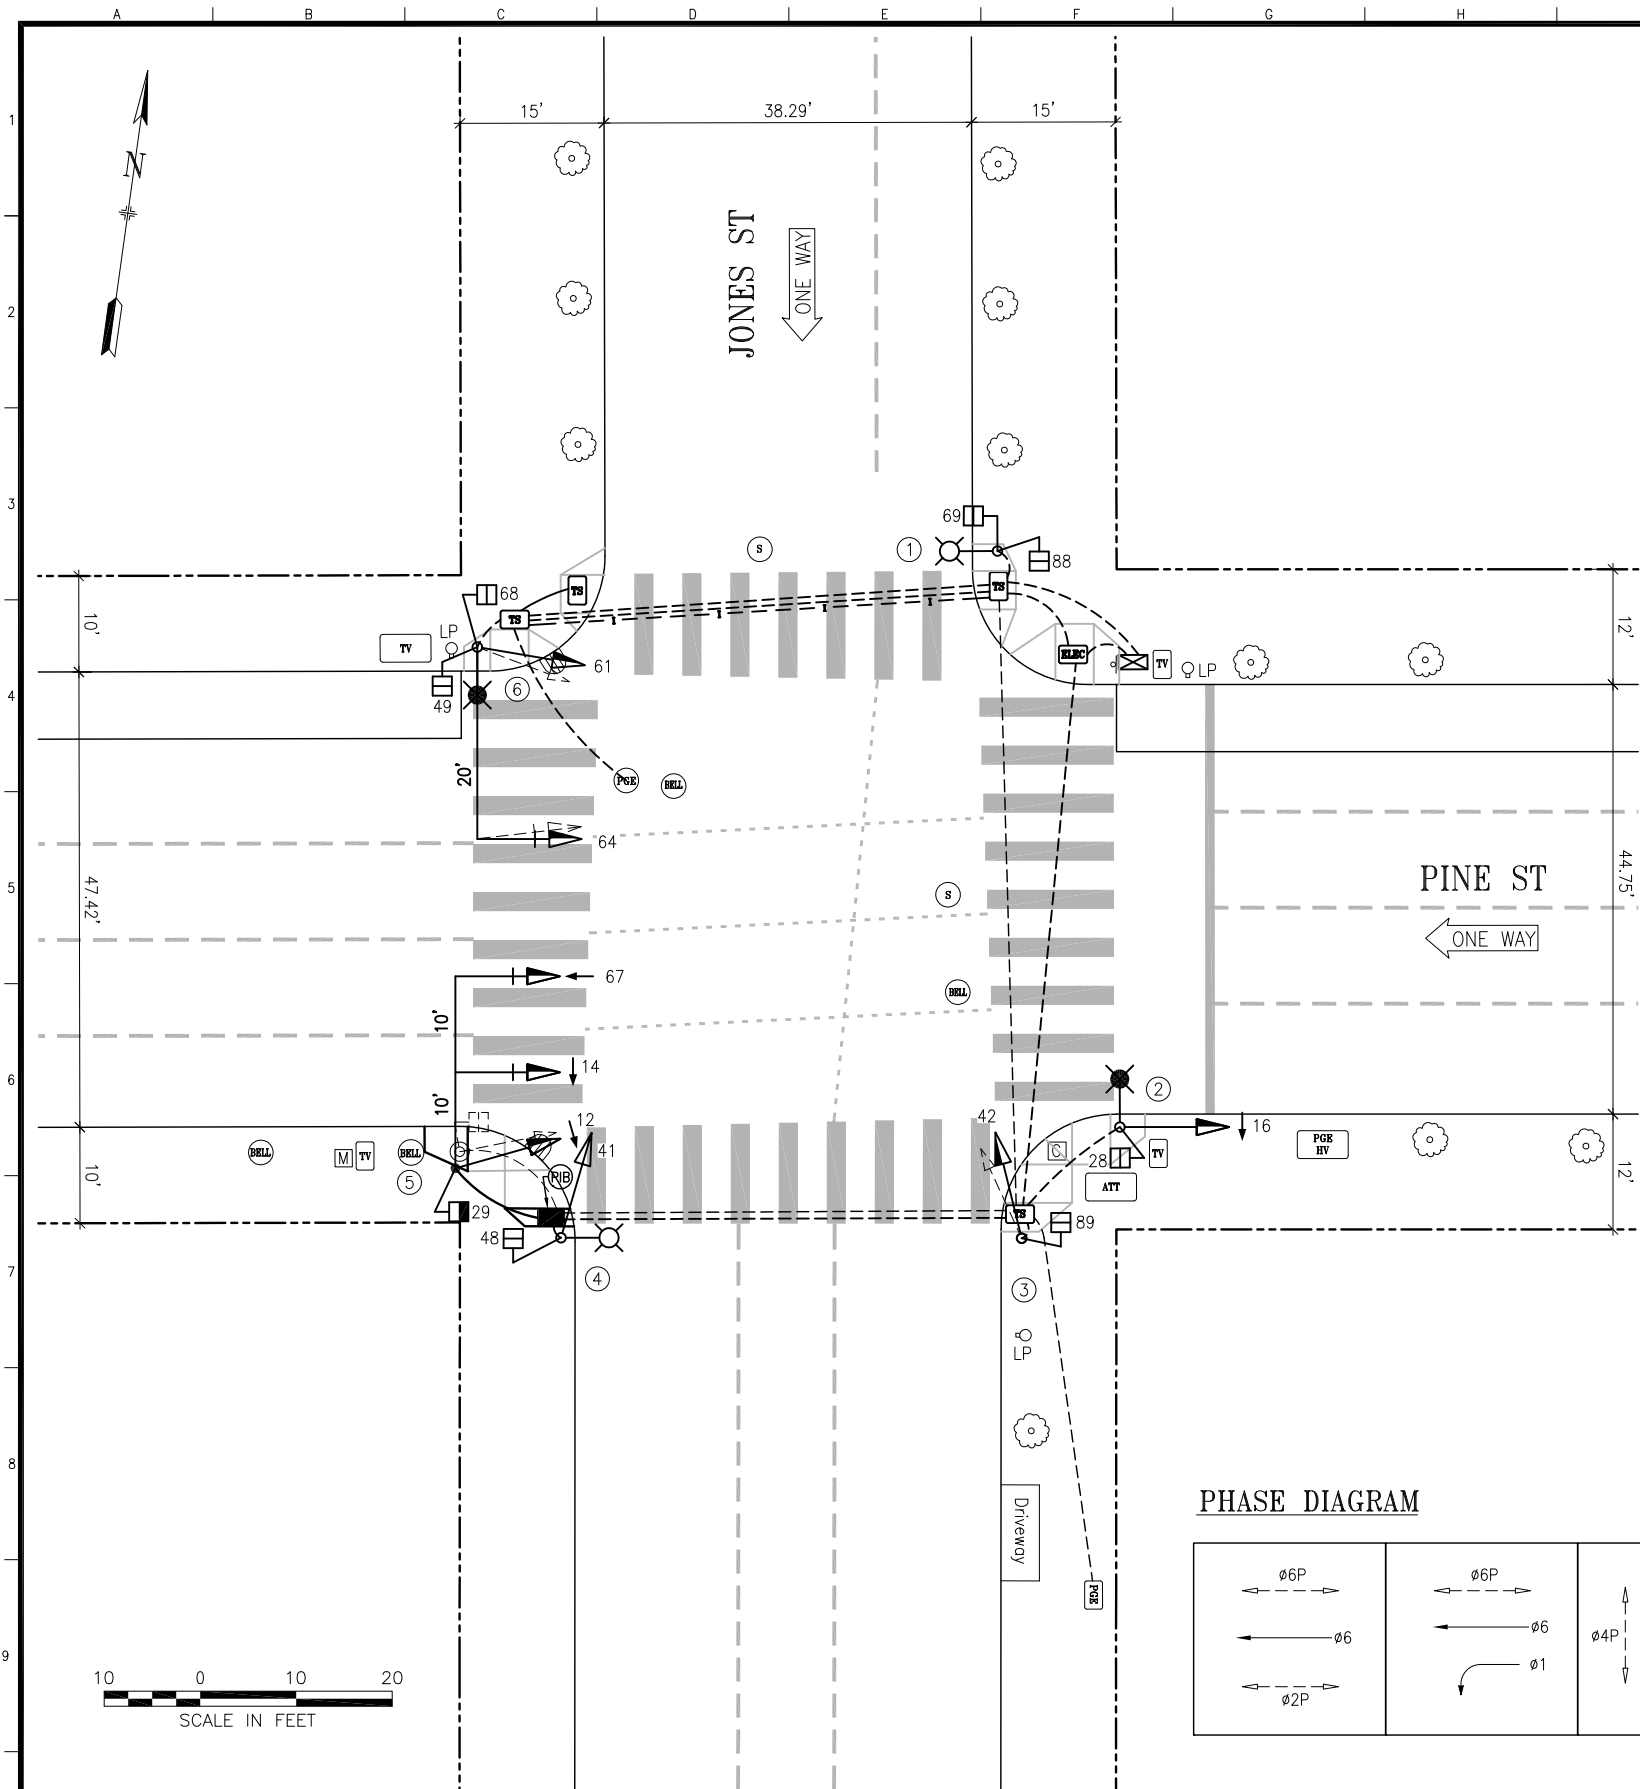 A B C D E F G H
1
15' 38.29' 15'
N
JONES ST
ONE WAY
2
3
69
S
1
88
68
TS
TS
TS
10'
12'
LP
TV
ELEC
TV
LP
61
6
4
49
20'
PGE
BELL
64
47.42'
5
S
PINE ST
44.75'
ONE WAY
67
10'
BELL
14
6
2
10'
12
42
16
BELL
M
TV
BELL
41
C
28
TV
PGE
HV
5
PIB
ATT
10'
12'
29
TS
89
48
7
4
3
LP
8
Driveway
PGE
PHASE DIAGRAM
ø6P
ø6P
ø6
ø6
ø4P
ø1
ø2P
9
10 0 10 20
SCALE IN FEET